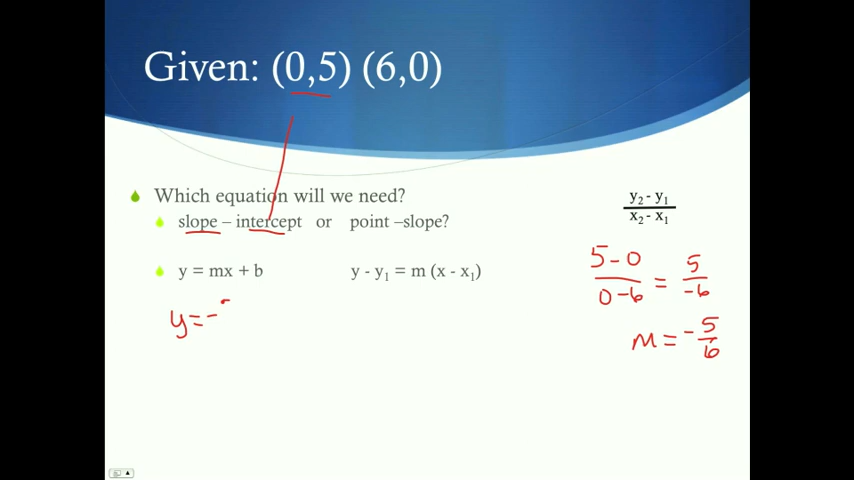 Given: (0,5) (6,0)
Which equation will we need?
slope – intercept or point –slope?
y = mx + b y - y₁ = m (x - x₁)
y = -
y₂ - y₁
x₂ - x₁
5 - 0
0 - 6
=
5
-6
m = - 5
6